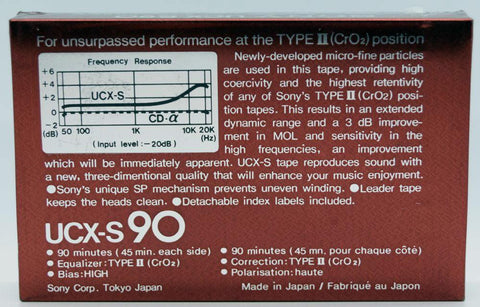 For unsurpassed performance at the TYPE II (CrO₂) position
Frequency Response
+6
+4
+2
0
-2
(dB)
UCX-S
CD-α
50 100 1K 10K 20K
(Hz)
(Input level: -20dB)
Newly-developed micro-fine particles
are used in this tape, providing high
coercivity and the highest retentivity
of any of Sony's TYPE II (CrO₂) posi-
tion tapes. This results in an extended
dynamic range and a 3 dB improve-
ment in MOL and sensitivity in the
high frequencies, an improvement
which will be immediately apparent. UCX-S tape reproduces sound with
a new, three-dimentional quality that will enhance your music enjoyment.
●Sony's unique SP mechanism prevents uneven winding. ●Leader tape
keeps the heads clean. ●Detachable index labels included.
UCX-S 90
● 90 minutes (45 min. each side)
● Equalizer: TYPE II (CrO₂)
● Bias: HIGH
Sony Corp. Tokyo Japan
● 90 minutes (45 mn, pour chaque côté)
● Correction: TYPE II (CrO₂)
● Polarisation: haute
Made in Japan / Fabriqué au Japon